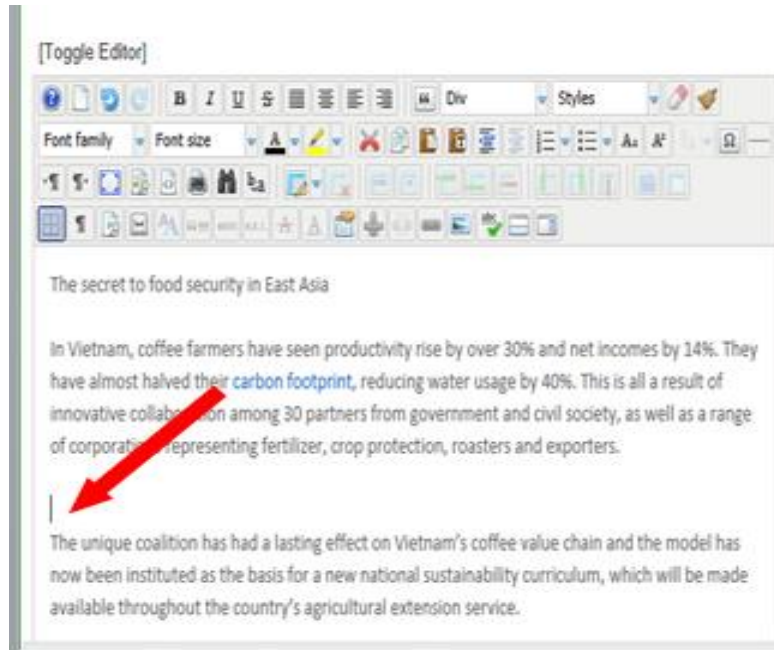 [Toggle Editor]
B I U S Div Styles
Font family Font size A
The secret to food security in East Asia
In Vietnam, coffee farmers have seen productivity rise by over 30% and net incomes by 14%. They
have almost halved their carbon footprint, reducing water usage by 40%. This is all a result of
innovative collaboration among 30 partners from government and civil society, as well as a range
of representing fertilizer, crop protection, roasters and exporters.
The unique coalition has had a lasting effect on Vietnam's coffee value chain and the model has
now been instituted as the basis for a new national sustainability curriculum, which will be made
available throughout the country's agricultural extension service.